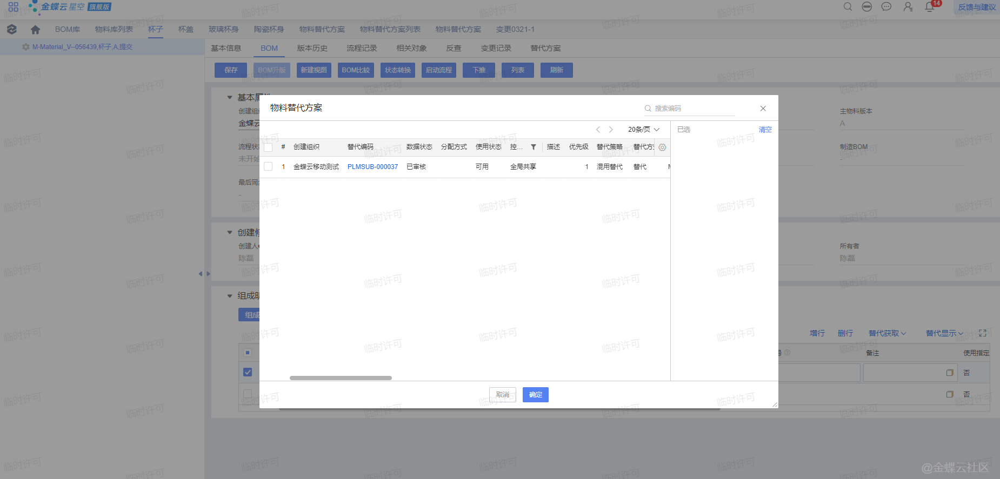 金蝶云 星空 旗舰版
14
反馈与建议
BOM库 物料库列表 杯子 杯盖 玻璃杯身 陶瓷杯身 物料替代方案 物料替代方案列表 物料替代方案 变更0321-1
M-Material_V--056439,杯子,A,提交
基本信息 BOM 版本历史 流程记录 相关对象 反查 变更记录 替代方案
保存 BOM升版 新建视图 BOM比较 状态转换 启动流程 下推 列表 刷新
基本属
创建组
金蝶云
主物料版本
A
流程状
未开始
制造BOM
-
最后同
-
物料替代方案
搜索编码
20条/页
已选 清空
# 创建组织 替代编码 数据状态 分配方式 使用状态 控... 描述 优先级 替代策略 替代方
1 金蝶云移动测试 PLMSUB-000037 已审核 可用 全局共享 1 混用替代 替代
取消 确定
创建修
创建人
陈磊
所有者
陈磊
组成明
组成
增行 删行 替代获取 替代显示
号 备注 使用指定
否
否
临时许可
@金蝶云社区